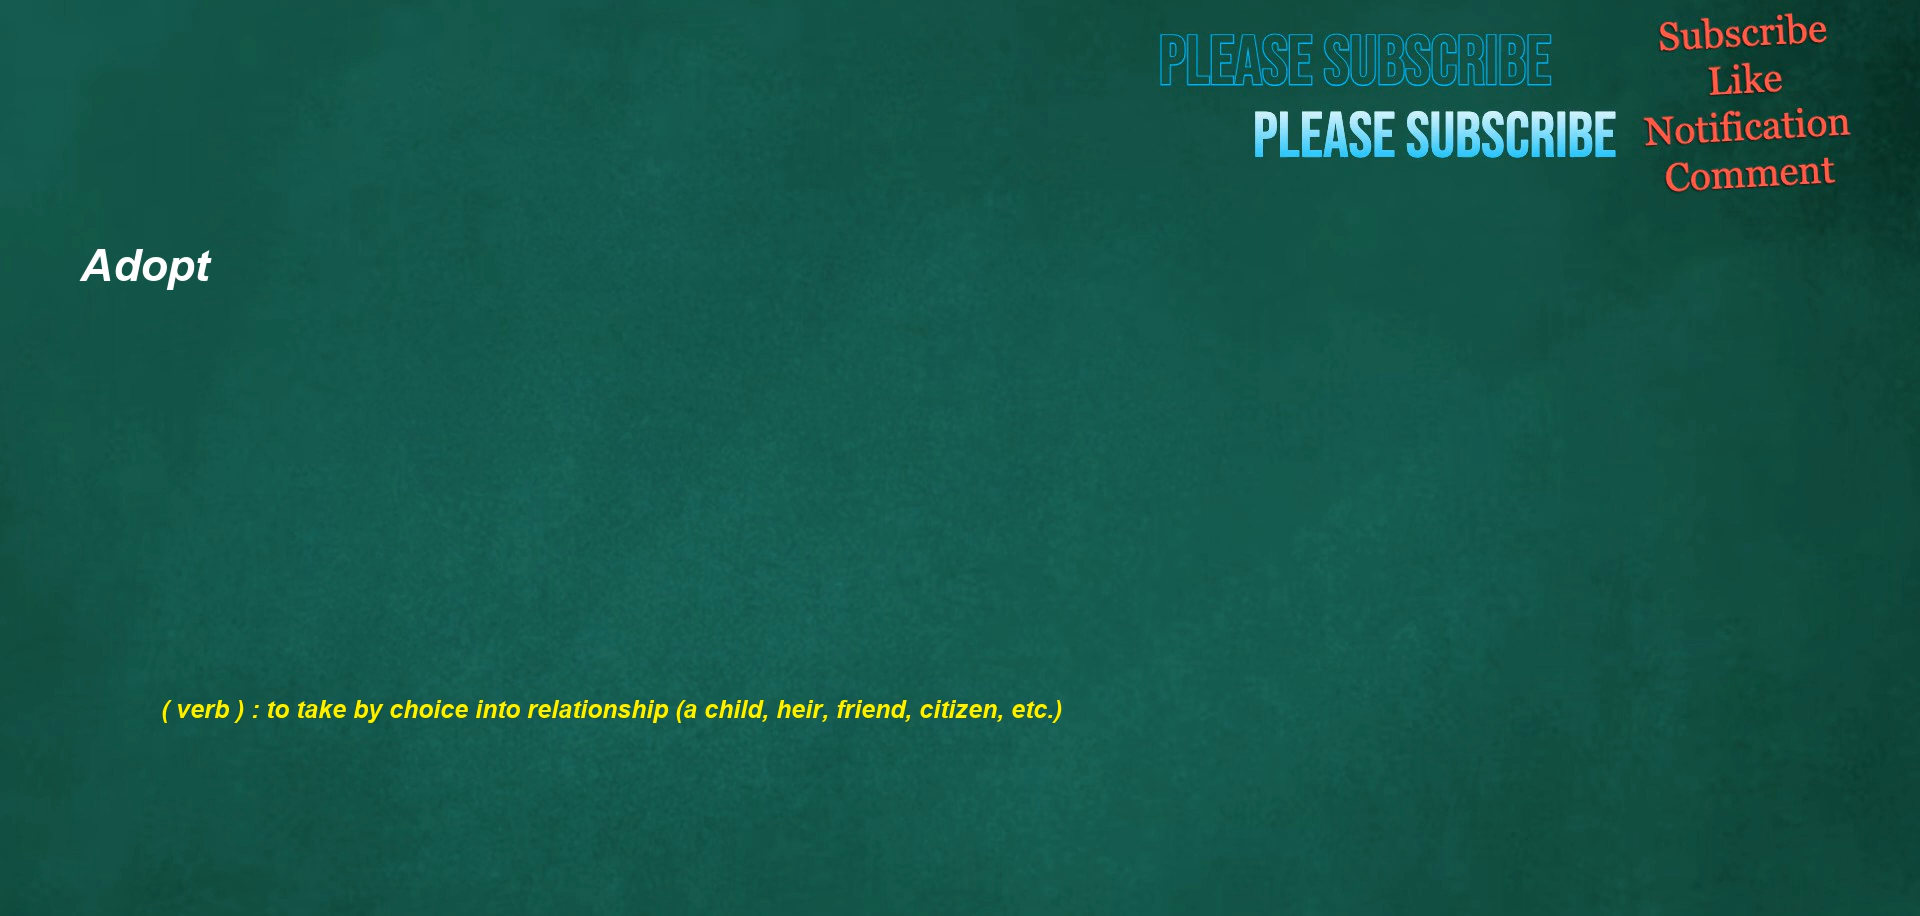 PLEASE SUBSCRIBE
PLEASE SUBSCRIBE
Subscribe
Like
Notification
Comment
Adopt
( verb ) : to take by choice into relationship (a child, heir, friend, citizen, etc.)